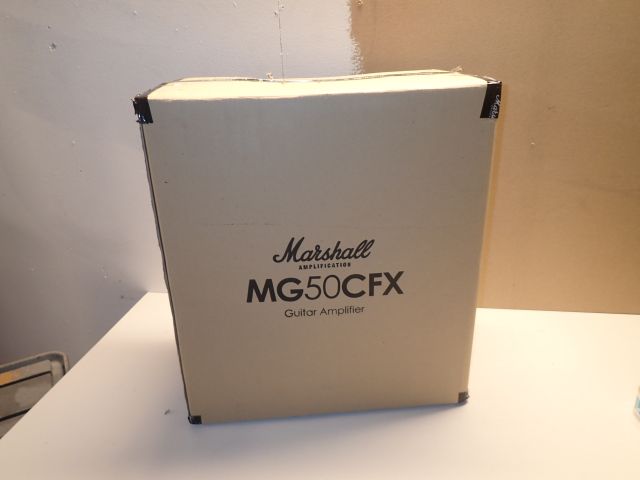 Marshall
AMPLIFICATION
MG50CFX
Guitar Amplifier